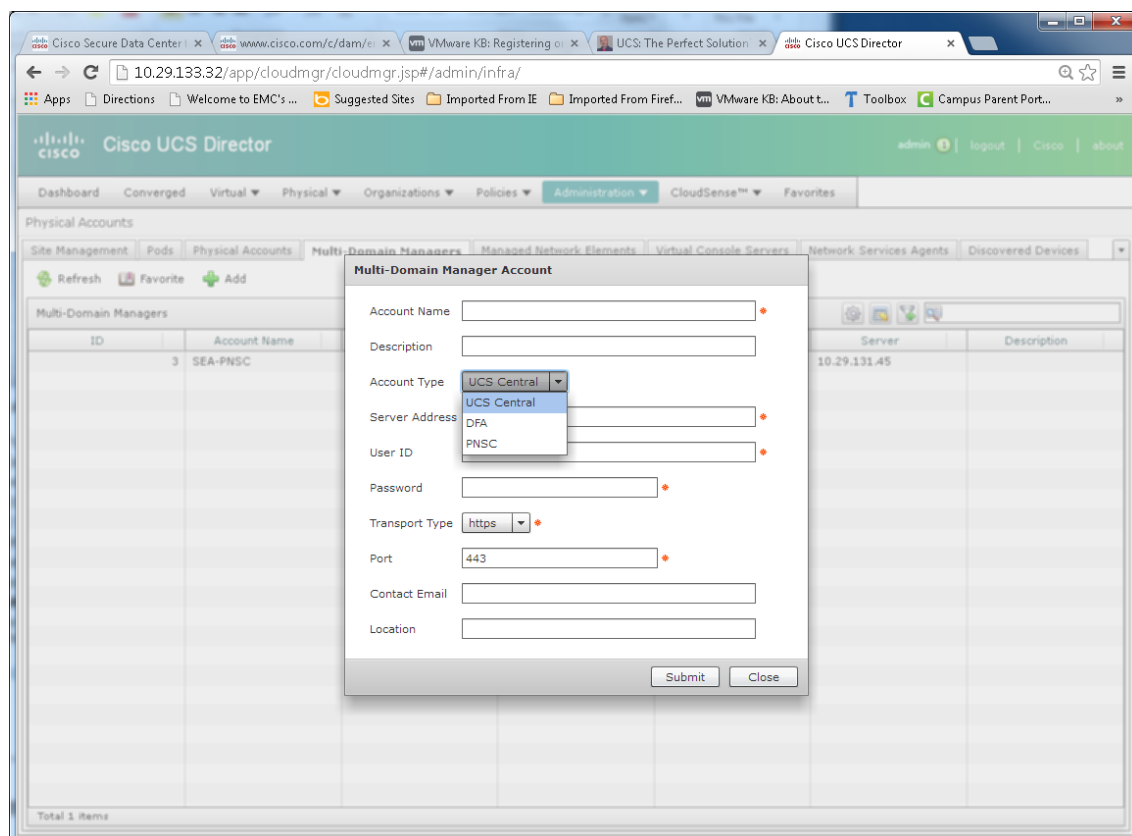 Cisco Secure Data Center f
www.cisco.com/c/dam/e
VMware KB: Registering o
UCS: The Perfect Solution
Cisco UCS Director
10.29.133.32/app/cloudmgr/cloudmgr.jsp#/admin/infra/
Apps Directions Welcome to EMC's ... Suggested Sites Imported From IE Imported From Firef... VMware KB: About t... Toolbox Campus Parent Port... »
CISCO Cisco UCS Director admin logout | Cisco | about
Dashboard Converged Virtual Physical Organizations Policies Administration CloudSense™ Favorites
Physical Accounts
Site Management Pods Physical Accounts Multi-Domain Managers Managed Network Elements Virtual Console Servers Network Services Agents Discovered Devices
Refresh Favorite Add
Multi-Domain Managers
ID Account Name Server Description
3 SEA-PNSC 10.29.131.45
Multi-Domain Manager Account
Account Name
Description
Account Type UCS Central
UCS Central
DFA
PNSC
Server Address
User ID
Password
Transport Type https
Port 443
Contact Email
Location
Submit Close
Total 1 items